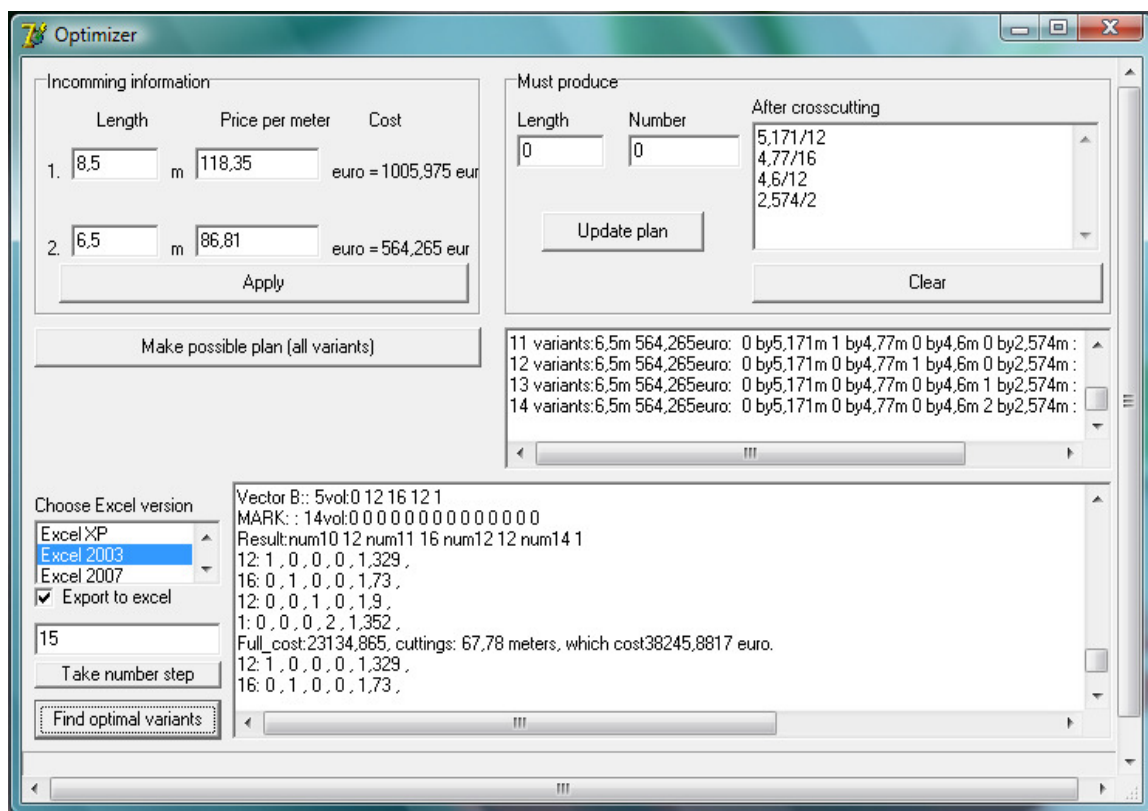 Optimizer
Incomming information
Length Price per meter Cost
1. 8,5 m 118,35 euro = 1005,975 eur
2. 6,5 m 86,81 euro = 564,265 eur
Apply
Must produce
Length Number
0 0
Update plan
After crosscutting
5,171/12
4,77/16
4,6/12
2,574/2
Clear
Make possible plan (all variants)
11 variants:6,5m 564,265euro: 0 by5,171m 1 by4,77m 0 by4,6m 0 by2,574m :
12 variants:6,5m 564,265euro: 0 by5,171m 0 by4,77m 1 by4,6m 0 by2,574m :
13 variants:6,5m 564,265euro: 0 by5,171m 0 by4,77m 0 by4,6m 1 by2,574m :
14 variants:6,5m 564,265euro: 0 by5,171m 0 by4,77m 0 by4,6m 2 by2,574m :
Choose Excel version
Excel XP
Excel 2003
Excel 2007
Export to excel
15
Take number step
Find optimal variants
Vector B:: 5vol:0 12 16 12 1
MARK: : 14vol:0 0 0 0 0 0 0 0 0 0 0 0 0 0
Result:num10 12 num11 16 num12 12 num14 1
12: 1 , 0 , 0 , 0 , 1,329 ,
16: 0 , 1 , 0 , 0 , 1,73 ,
12: 0 , 0 , 1 , 0 , 1,9 ,
1: 0 , 0 , 0 , 2 , 1,352 ,
Full_cost:23134,865, cuttings: 67,78 meters, which cost38245,8817 euro.
12: 1 , 0 , 0 , 0 , 1,329 ,
16: 0 , 1 , 0 , 0 , 1,73 ,